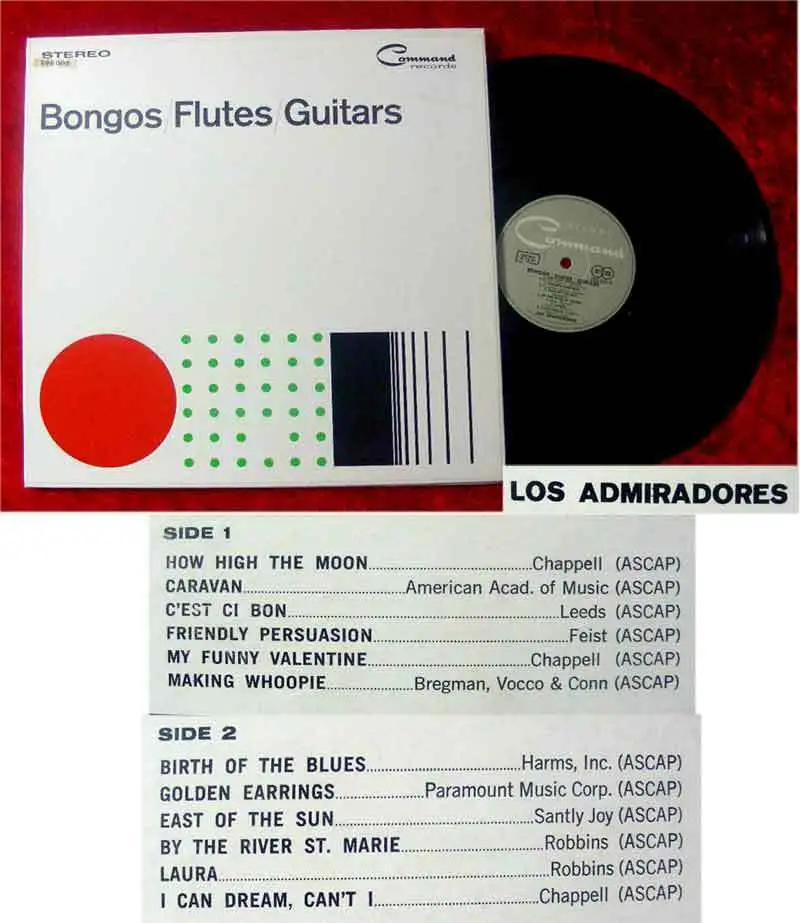 STEREO
Command
records
Bongos/Flutes/Guitars
Command
BONGOS FLUTES GUITARS
LOS ADMIRADORES
SIDE 1
HOW HIGH THE MOON........Chappell (ASCAP)
CARAVAN........American Acad. of Music (ASCAP)
C'EST CI BON........Leeds (ASCAP)
FRIENDLY PERSUASION........Feist (ASCAP)
MY FUNNY VALENTINE........Chappell (ASCAP)
MAKING WHOOPIE........Bregman, Vocco & Conn (ASCAP)
SIDE 2
BIRTH OF THE BLUES........Harms, Inc. (ASCAP)
GOLDEN EARRINGS........Paramount Music Corp. (ASCAP)
EAST OF THE SUN........Santly Joy (ASCAP)
BY THE RIVER ST. MARIE........Robbins (ASCAP)
LAURA........Robbins (ASCAP)
I CAN DREAM, CAN'T I........Chappell (ASCAP)